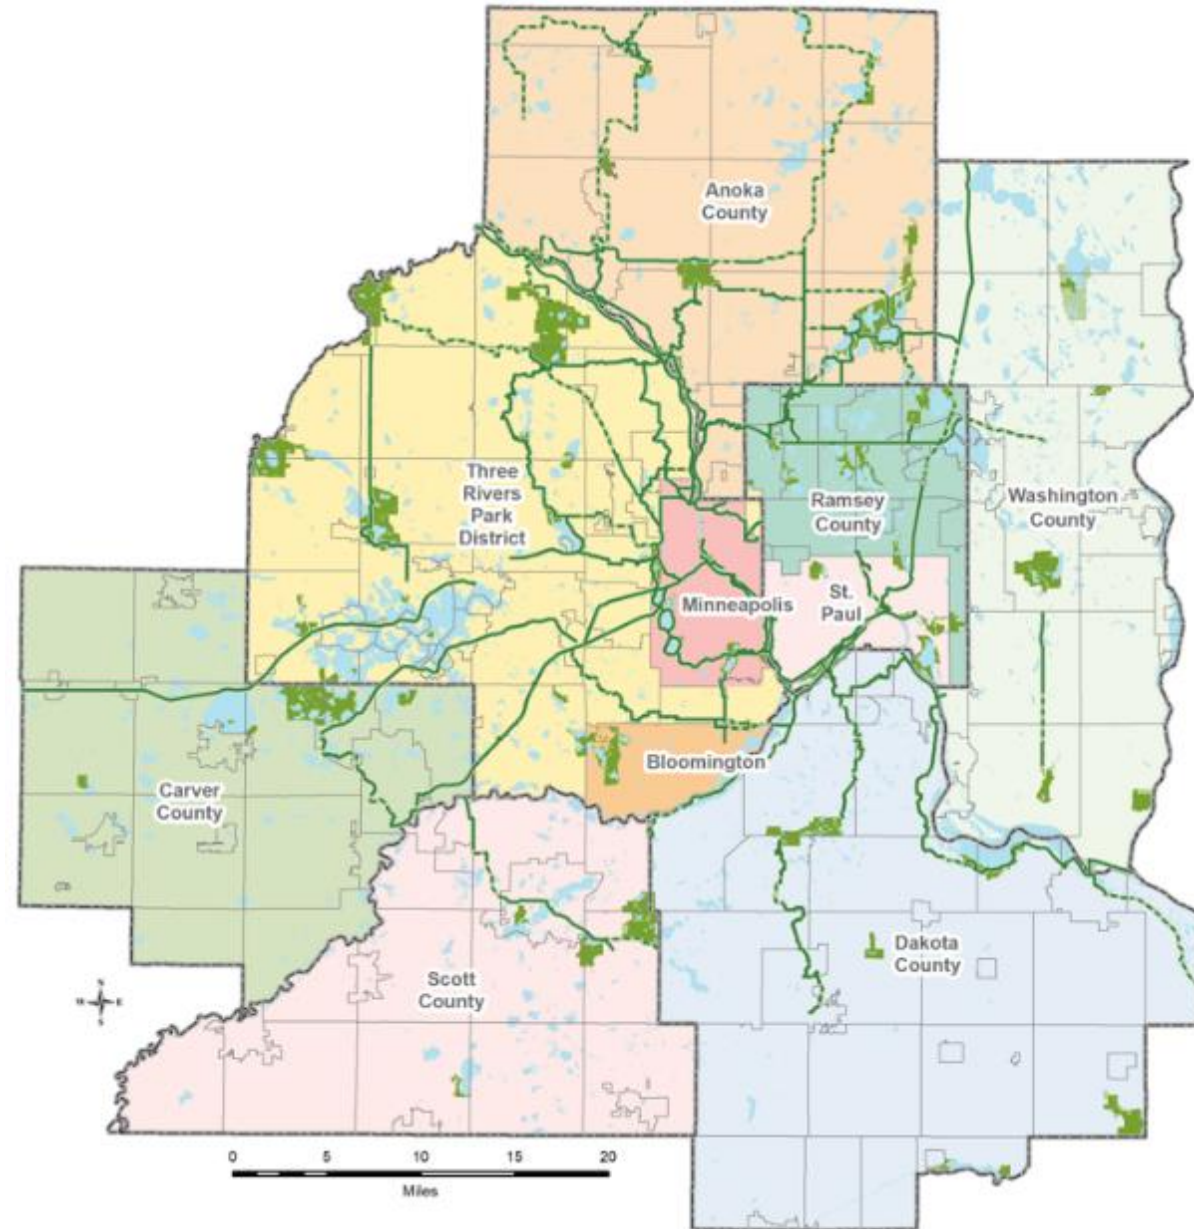 Anoka
County
Three
Rivers
Park
District
Ramsey
County
Washington
County
Minneapolis
St.
Paul
Bloomington
Carver
County
Scott
County
Dakota
County
N
W E
S
0 5 10 15 20
Miles